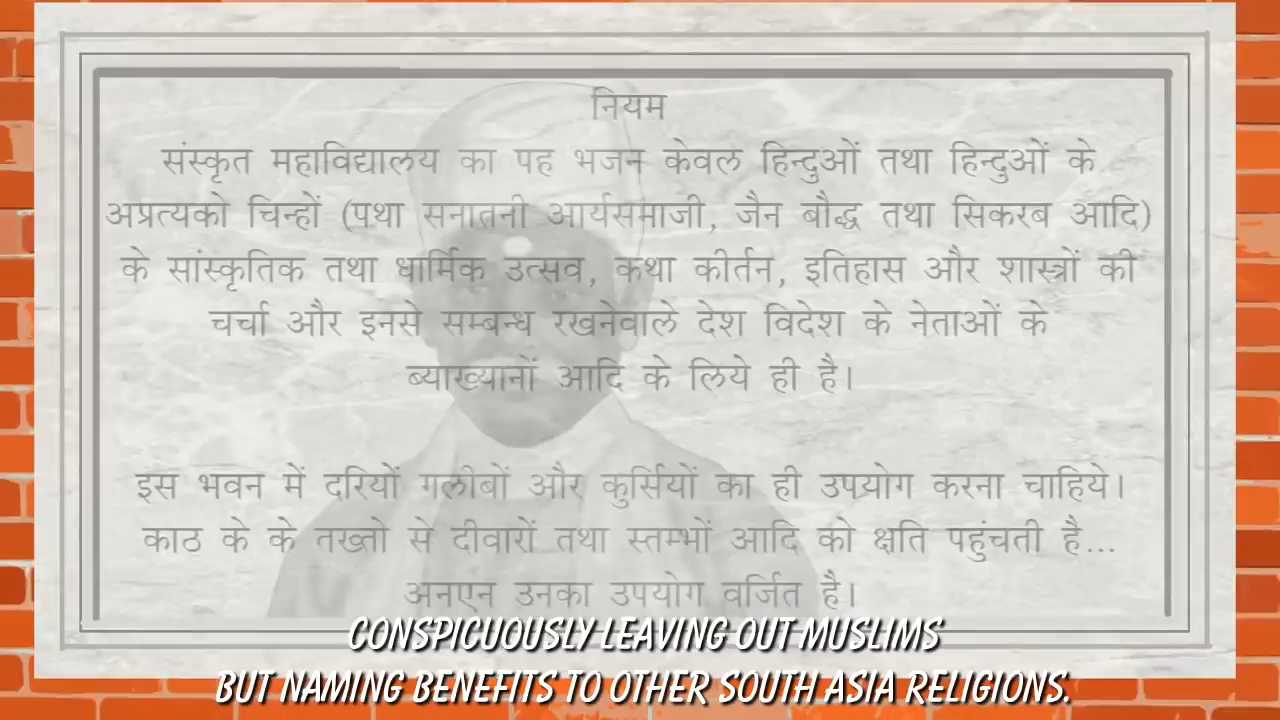 नियम
संस्कृत महाविद्यालय का पह भजन केवल हिन्दुओं तथा हिन्दुओं के
अप्रत्यको चिन्हों (पथा सनातनी आर्यसमाजी, जैन बौद्ध तथा सिकरब आदि)
के सांस्कृतिक तथा धार्मिक उत्सव, कथा कीर्तन, इतिहास और शास्त्रों की
चर्चा और इनसे सम्बन्ध रखनेवाले देश विदेश के नेताओं के
ब्याख्यानों आदि के लिये ही है।
इस भवन में दरियों गलीबों और कुर्सियों का ही उपयोग करना चाहिये।
काठ के के तख्तो से दीवारों तथा स्तम्भों आदि को क्षति पहुंचती है...
अनएन उनका उपयोग वर्जित है।
CONSPICUOUSLY LEAVING OUT MUSLIMS
BUT NAMING BENEFITS TO OTHER SOUTH ASIA RELIGIONS.